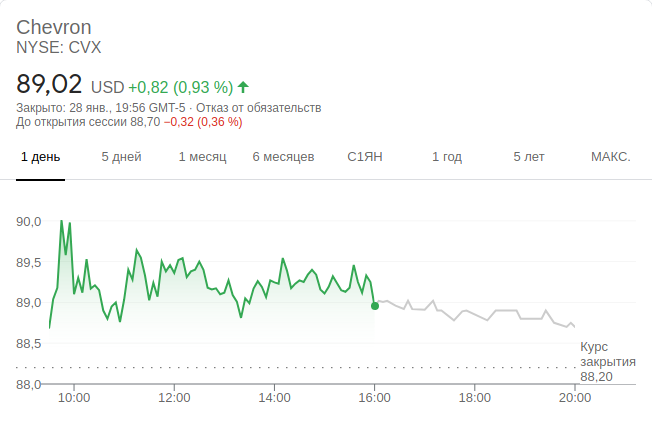 Chevron
NYSE: CVX
89,02 USD +0,82 (0,93 %)
Закрыто: 28 янв., 19:56 GMT-5 · Отказ от обязательств
До открытия сессии 88,70 −0,32 (0,36 %)
1 день 5 дней 1 месяц 6 месяцев С1ЯН 1 год 5 лет МАКС.
90,0
89,5
89,0
88,5
Курс
закрытия
88,20
88,0
10:00 12:00 14:00 16:00 18:00 20:00